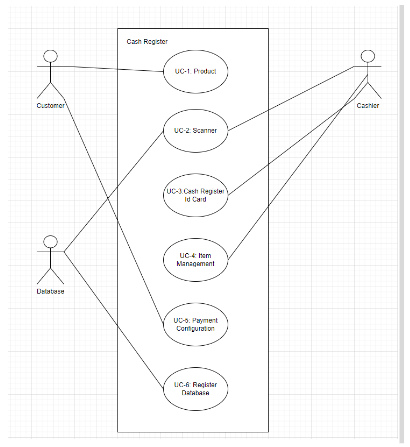 Cash Register
UC-1: Product
Customer
Cashier
UC-2: Scanner
UC-3 Cash Register
Id Card
UC-4: Item
Management
Database
UC-5: Payment
Configuration
UC-6: Register
Database